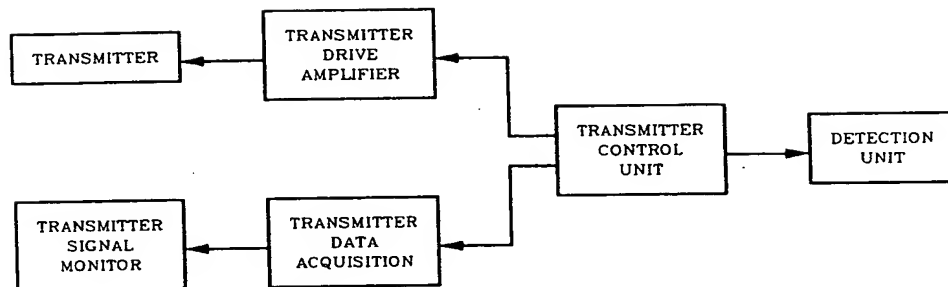 TRANSMITTER
TRANSMITTER
DRIVE
AMPLIFIER
TRANSMITTER
CONTROL
UNIT
DETECTION
UNIT
TRANSMITTER
SIGNAL
MONITOR
TRANSMITTER
DATA
ACQUISITION